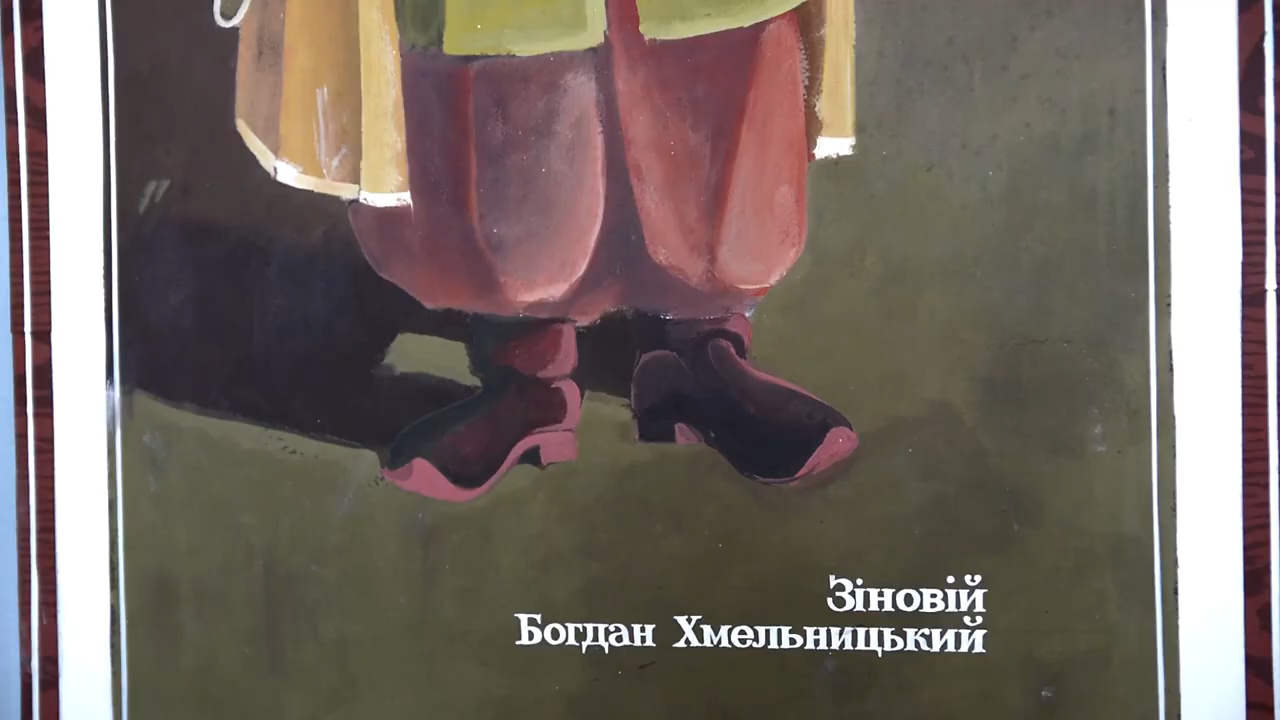 Зіновій
Богдан Хмельницький